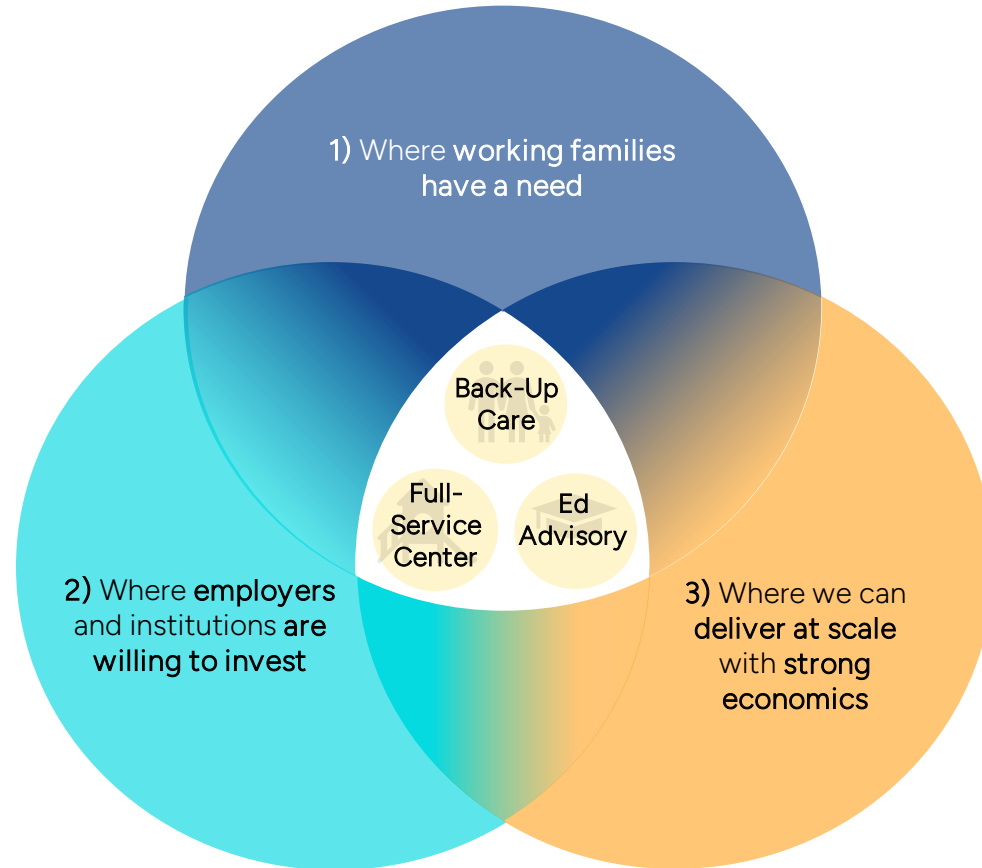 1) Where working families
have a need
Back-Up
Care
Full-
Service
Center
Ed
Advisory
2) Where employers
and institutions are
willing to invest
3) Where we can
deliver at scale
with strong
economics